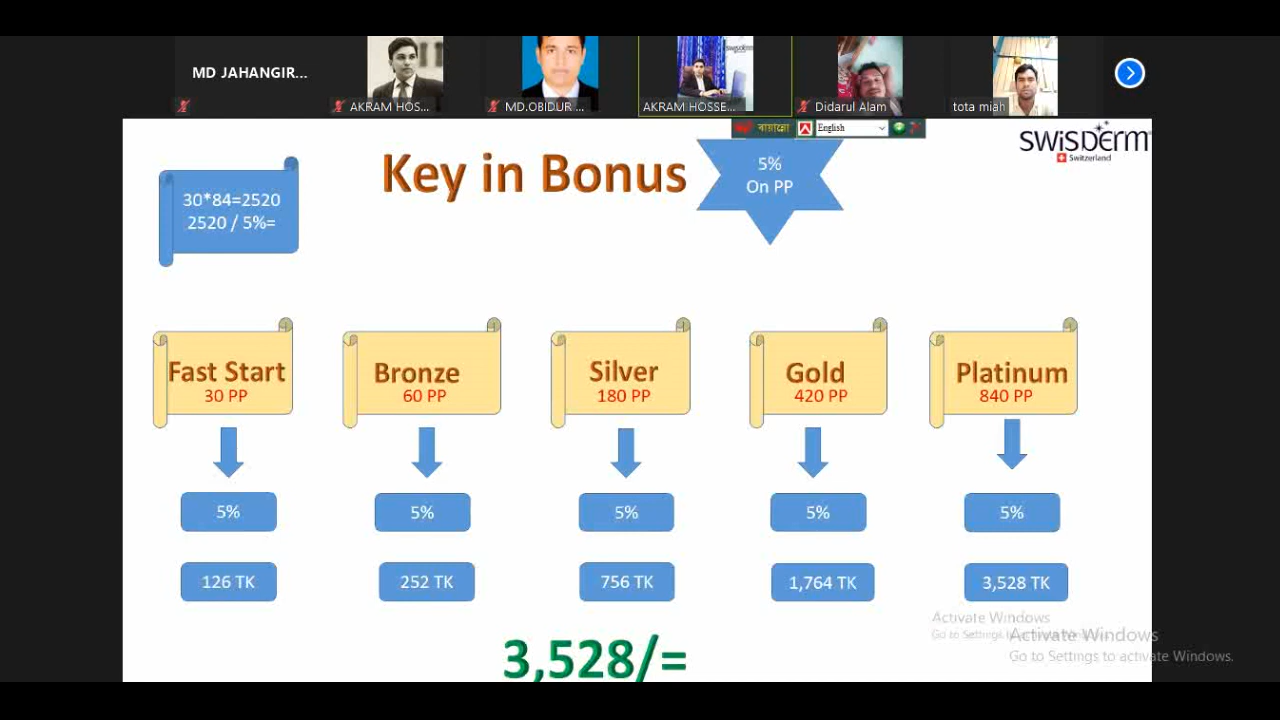 MD JAHANGIR...
AKRAM HOS...
MD.OBIDUR ...
AKRAM HOSSE...
Didarul Alam
tota miah
বায়ান্নো
English
SWISDERM
Switzerland
Key in Bonus
5%
On PP
30*84=2520
2520 / 5%=
Fast Start
30 PP
Bronze
60 PP
Silver
180 PP
Gold
420 PP
Platinum
840 PP
5%
5%
5%
5%
5%
126 TK
252 TK
756 TK
1,764 TK
3,528 TK
3,528/=
Activate Windows
Go to Settings
Activate Windows
Go to Settings to activate Windows.